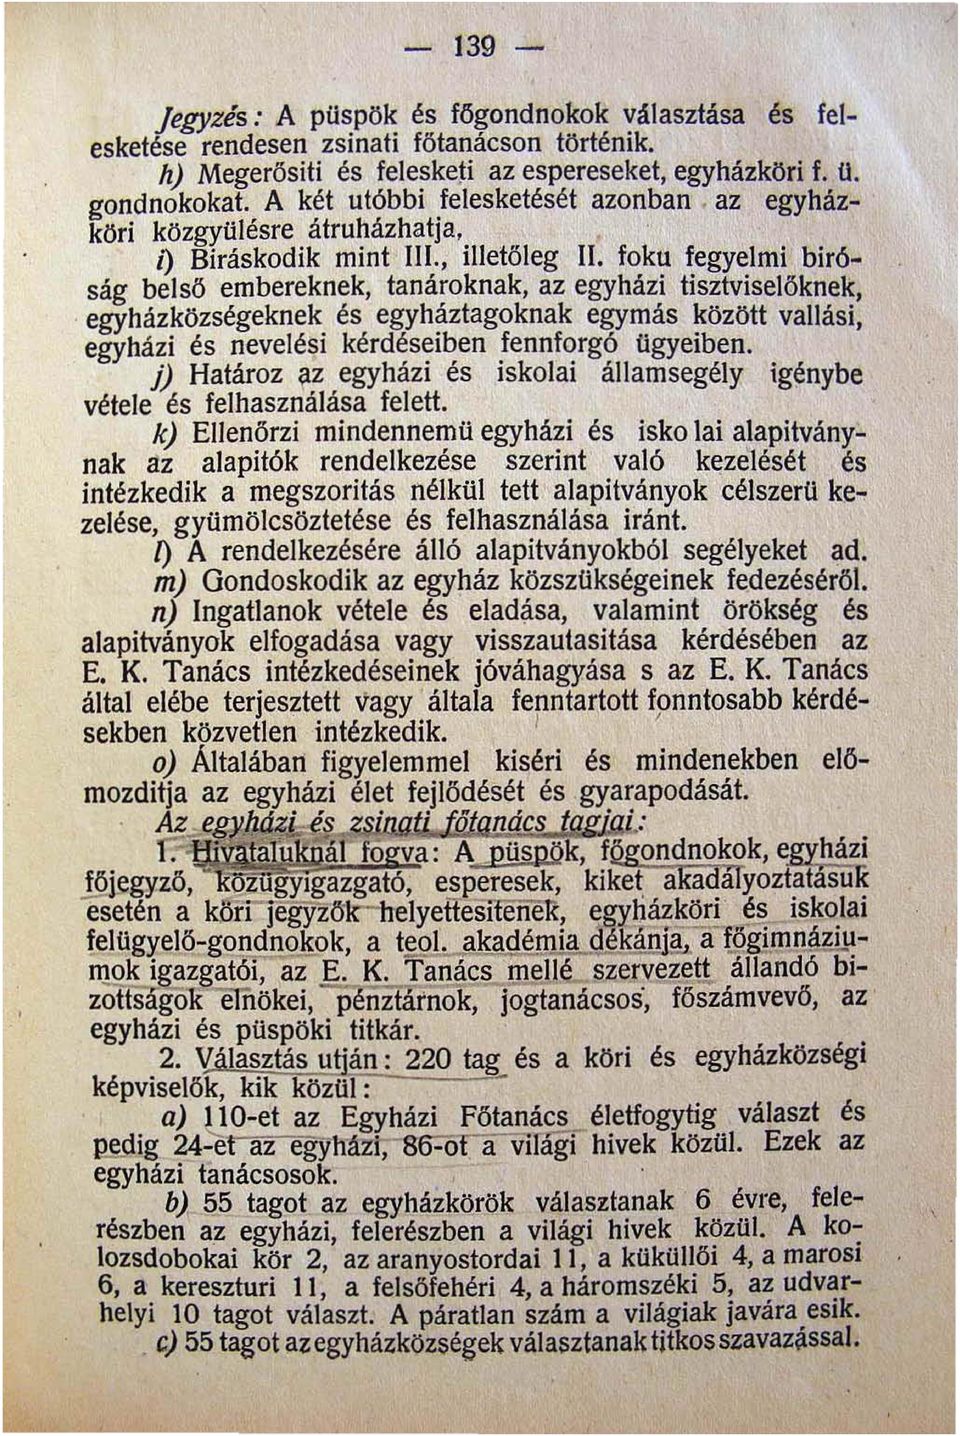 — 139 —
Jegyzés: A püspök és főgondnokok választása és fel-
esketése rendesen zsinati főtanácson történik.
h) Megerősiti és felesketi az espereseket, egyházköri f. ü.
gondnokokat. A két utóbbi felesketését azonban az egyház-
köri közgyülésre átruházhatja,
i) Biráskodik mint III., illetőleg II. foku fegyelmi biró-
ság belső embereknek, tanároknak, az egyházi tisztviselőknek,
egyházközségeknek és egyháztagoknak egymás között vallási,
egyházi és nevelési kérdéseiben fennforgó ügyeiben.
j) Határoz az egyházi és iskolai államsegély igénybe
vétele és felhasználása felett.
k) Ellenőrzi mindennemü egyházi és isko lai alapitvány-
nak az alapitók rendelkezése szerint való kezelését és
intézkedik a megszoritás nélkül tett alapitványok célszerü ke-
zelése, gyümölcsöztetése és felhasználása iránt.
l) A rendelkezésére álló alapitványokból segélyeket ad.
m) Gondoskodik az egyház közszükségeinek fedezéséről.
n) Ingatlanok vétele és eladása, valamint örökség és
alapitványok elfogadása vagy visszautasitása kérdésében az
E. K. Tanács intézkedéseinek jóváhagyása s az E. K. Tanács
által elébe terjesztett vagy általa fenntartott fonntosabb kérdé-
sekben közvetlen intézkedik.
o) Általában figyelemmel kiséri és mindenekben elő-
mozditja az egyházi élet fejlődését és gyarapodását.
Az egyházi és zsinati főtanács tagjai:
1. Hivataluknál fogva: A püspök, főgondnokok, egyházi
főjegyző, közügyigazgató, esperesek, kiket akadályoztatásuk
esetén a köri jegyzők helyettesitenek, egyházköri és iskolai
felügyelő-gondnokok, a teol. akadémia dékánja, a főgimnáziu-
mok igazgatói, az E. K. Tanács mellé szervezett állandó bi-
zottságok elnökei, pénztárnok, jogtanácsos, főszámvevő, az
egyházi és püspöki titkár.
2. Választás utján: 220 tag és a köri és egyházközségi
képviselők, kik közül:
a) 110-et az Egyházi Főtanács életfogytig választ és
pedig 24-et az egyházi, 86-ot a világi hivek közül. Ezek az
egyházi tanácsosok.
b) 55 tagot az egyházkörök választanak 6 évre, fele-
részben az egyházi, felerészben a világi hivek közül. A ko-
lozsdobokai kör 2, az aranyostordai 11, a küküllői 4, a marosi
6, a kereszturi 11, a felsőfehéri 4, a háromszéki 5, az udvar-
helyi 10 tagot választ. A páratlan szám a világiak javára esik.
c) 55 tagot az egyházközségek választanak titkos szavazással.